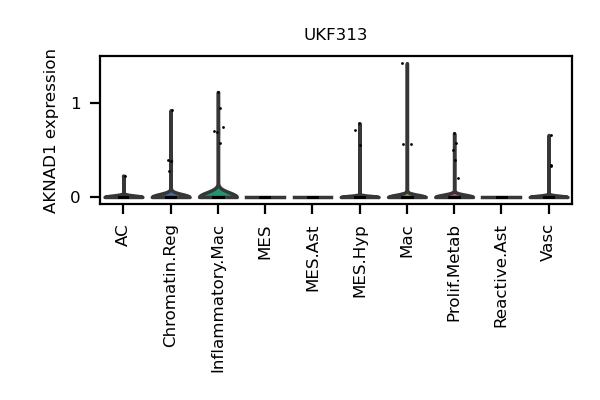 UKF313
AKNAD1 expression
1
0
AC
Chromatin.Reg
Inflammatory.Mac
MES
MES.Ast
MES.Hyp
Mac
Prolif.Metab
Reactive.Ast
Vasc